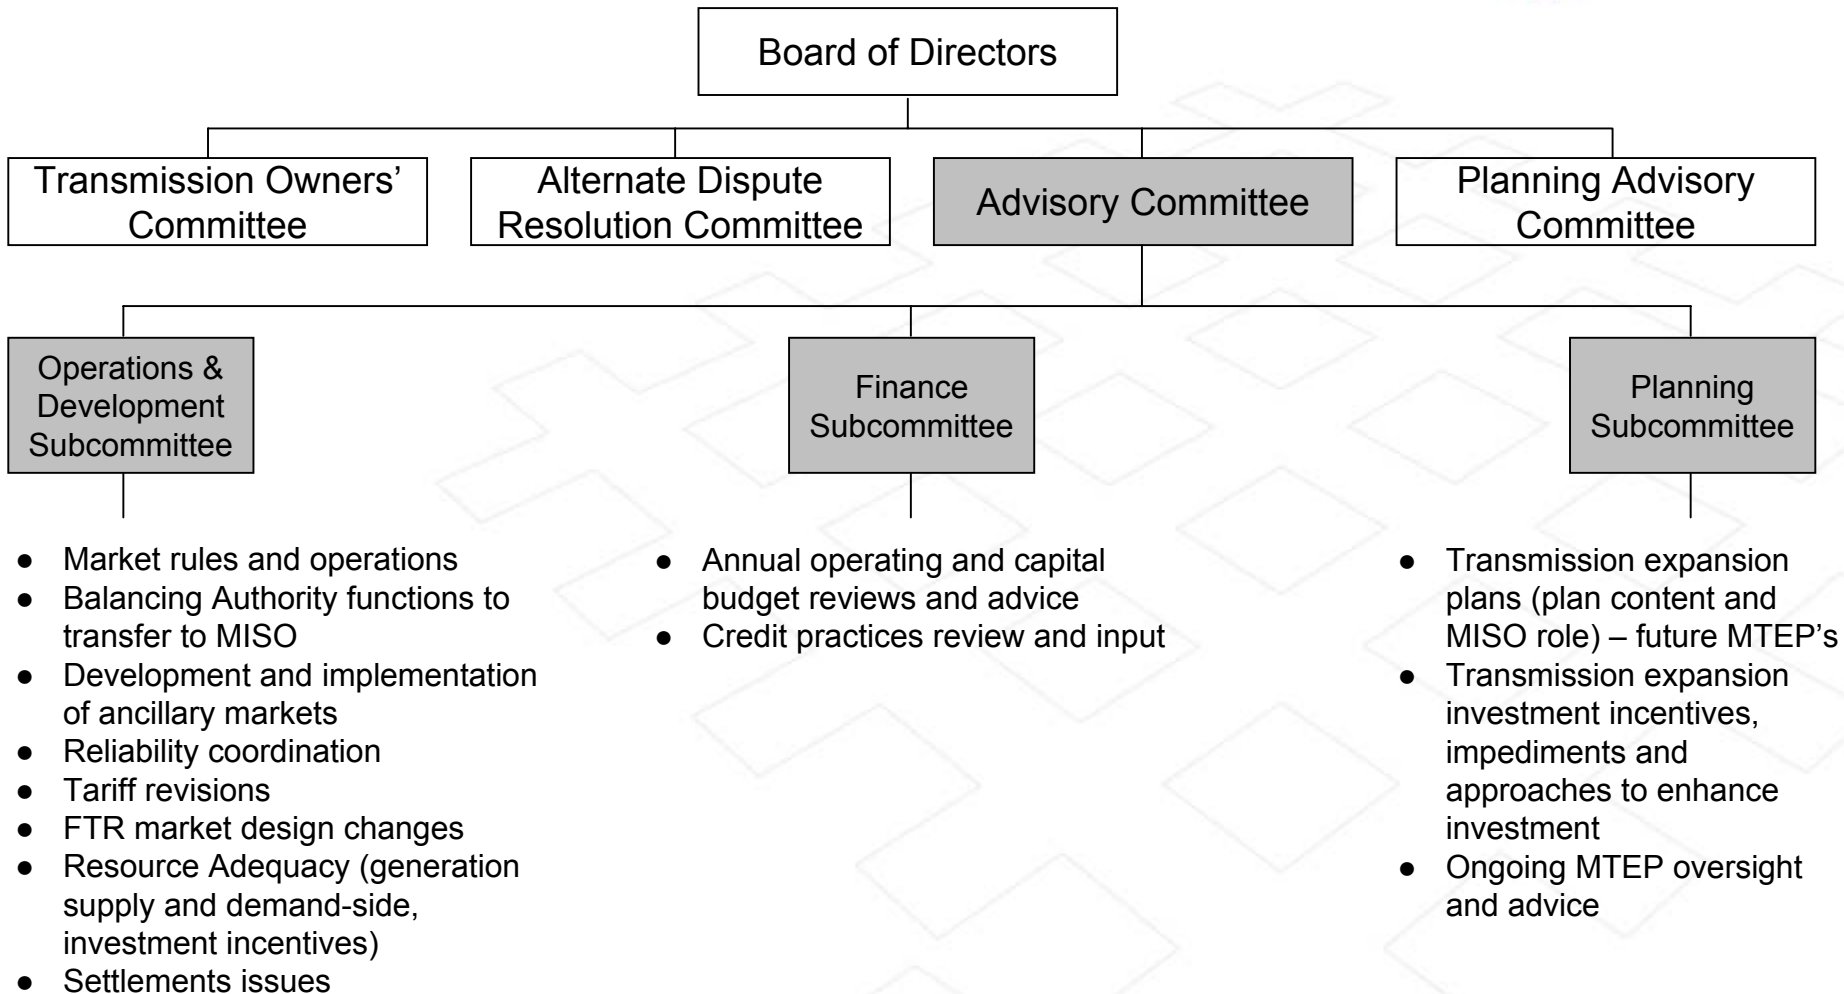 Board of Directors
Transmission Owners’
Committee
Alternate Dispute
Resolution Committee
Advisory Committee
Planning Advisory
Committee
Operations &
Development
Subcommittee
Finance
Subcommittee
Planning
Subcommittee
● Market rules and operations
● Balancing Authority functions to
transfer to MISO
● Development and implementation
of ancillary markets
● Reliability coordination
● Tariff revisions
● FTR market design changes
● Resource Adequacy (generation
supply and demand-side,
investment incentives)
● Settlements issues
● Annual operating and capital
budget reviews and advice
● Credit practices review and input
● Transmission expansion
plans (plan content and
MISO role) – future MTEP’s
● Transmission expansion
investment incentives,
impediments and
approaches to enhance
investment
● Ongoing MTEP oversight
and advice